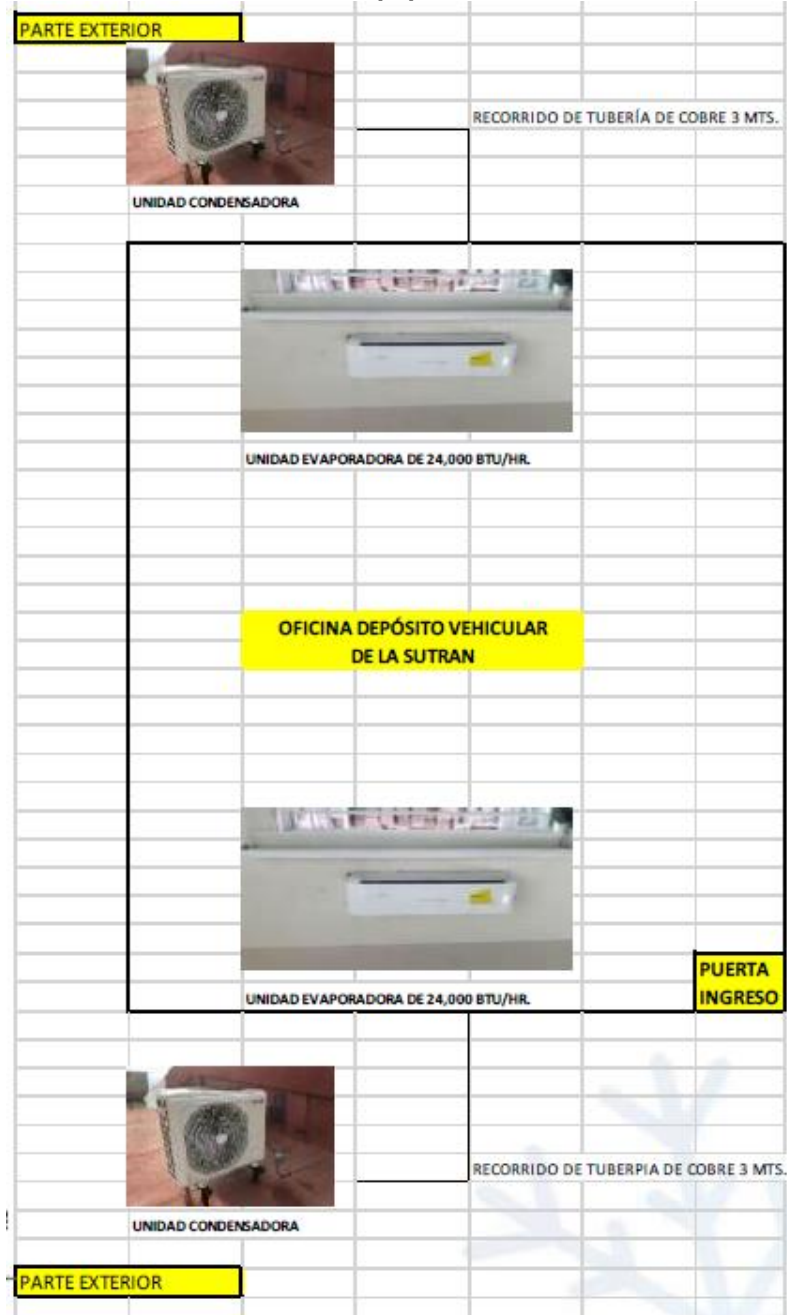 PARTE EXTERIOR
RECORRIDO DE TUBERÍA DE COBRE 3 MTS.
UNIDAD CONDENSADORA
UNIDAD EVAPORADORA DE 24,000 BTU/HR.
OFICINA DEPÓSITO VEHICULAR
DE LA SUTRAN
PUERTA
INGRESO
UNIDAD EVAPORADORA DE 24,000 BTU/HR.
RECORRIDO DE TUBERPIA DE COBRE 3 MTS.
UNIDAD CONDENSADORA
PARTE EXTERIOR